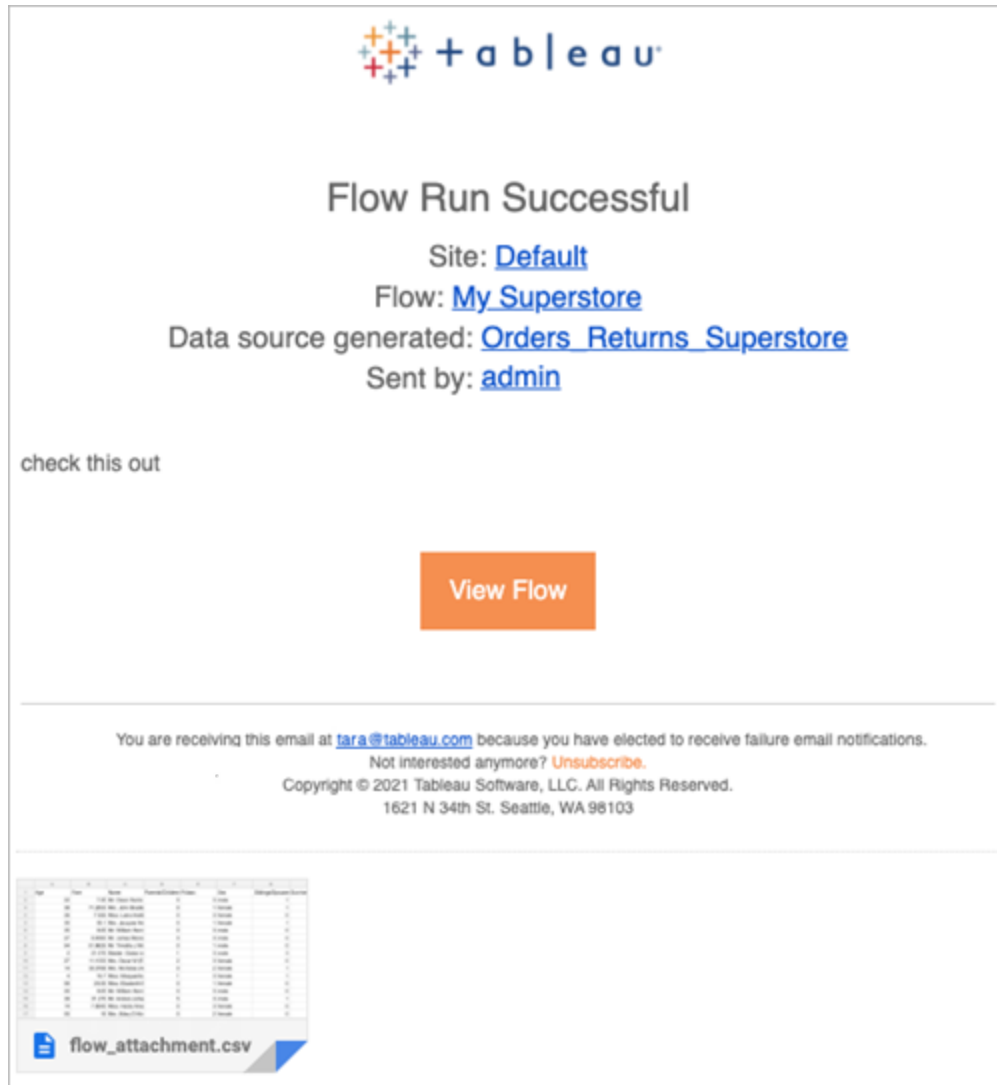 + a b l e a u
Flow Run Successful
Site: Default
Flow: My Superstore
Data source generated: Orders_Returns_Superstore
Sent by: admin
check this out
View Flow
You are receiving this email at tara@tableau.com because you have elected to receive failure email notifications.
Not interested anymore? Unsubscribe.
Copyright © 2021 Tableau Software, LLC. All Rights Reserved.
1621 N 34th St. Seattle, WA 98103
flow_attachment.csv